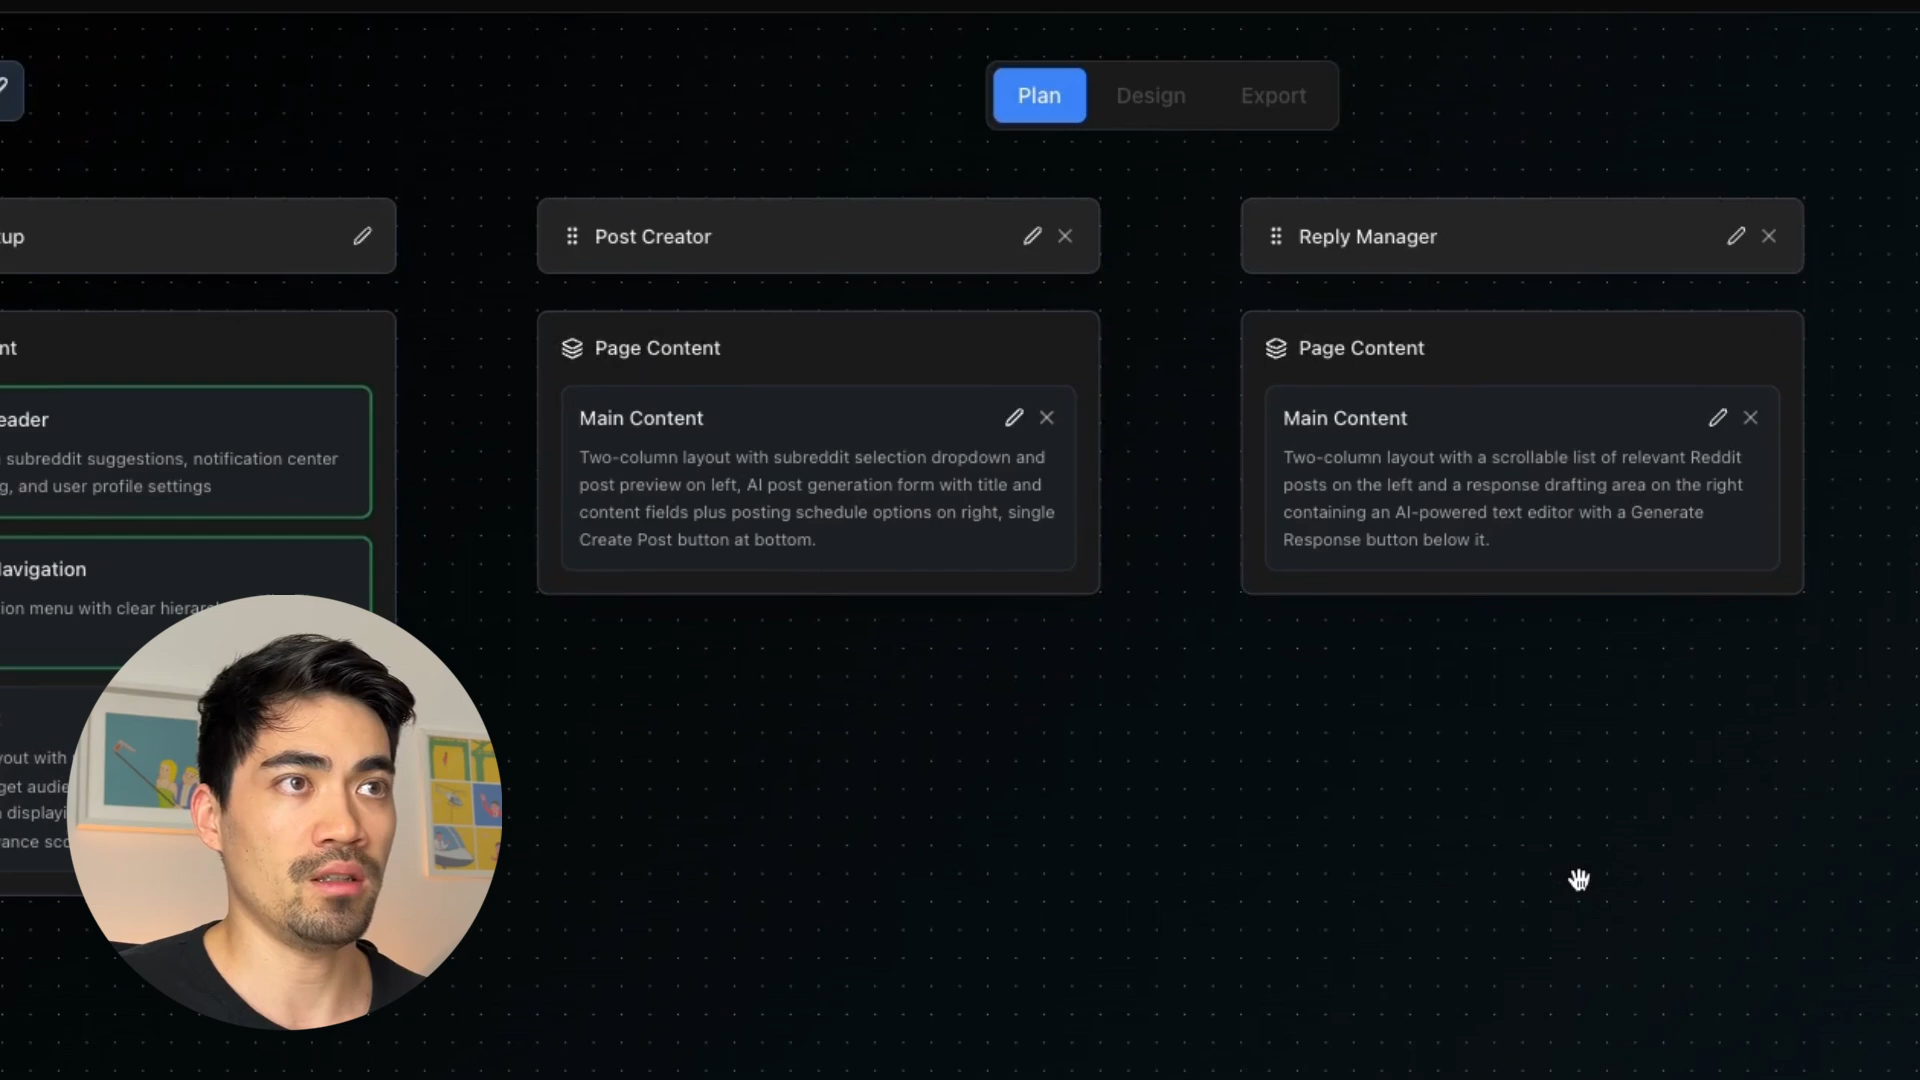 Plan
Design
Export
up
Post Creator
Reply Manager
nt
eader
subreddit suggestions, notification center
g, and user profile settings
avigation
ion menu with clear
out with
get audie
displayi
vance sco
Page Content
Main Content
Two-column layout with subreddit selection dropdown and
post preview on left, AI post generation form with title and
content fields plus posting schedule options on right, single
Create Post button at bottom.
Page Content
Main Content
Two-column layout with a scrollable list of relevant Reddit
posts on the left and a response drafting area on the right
containing an AI-powered text editor with a Generate
Response button below it.